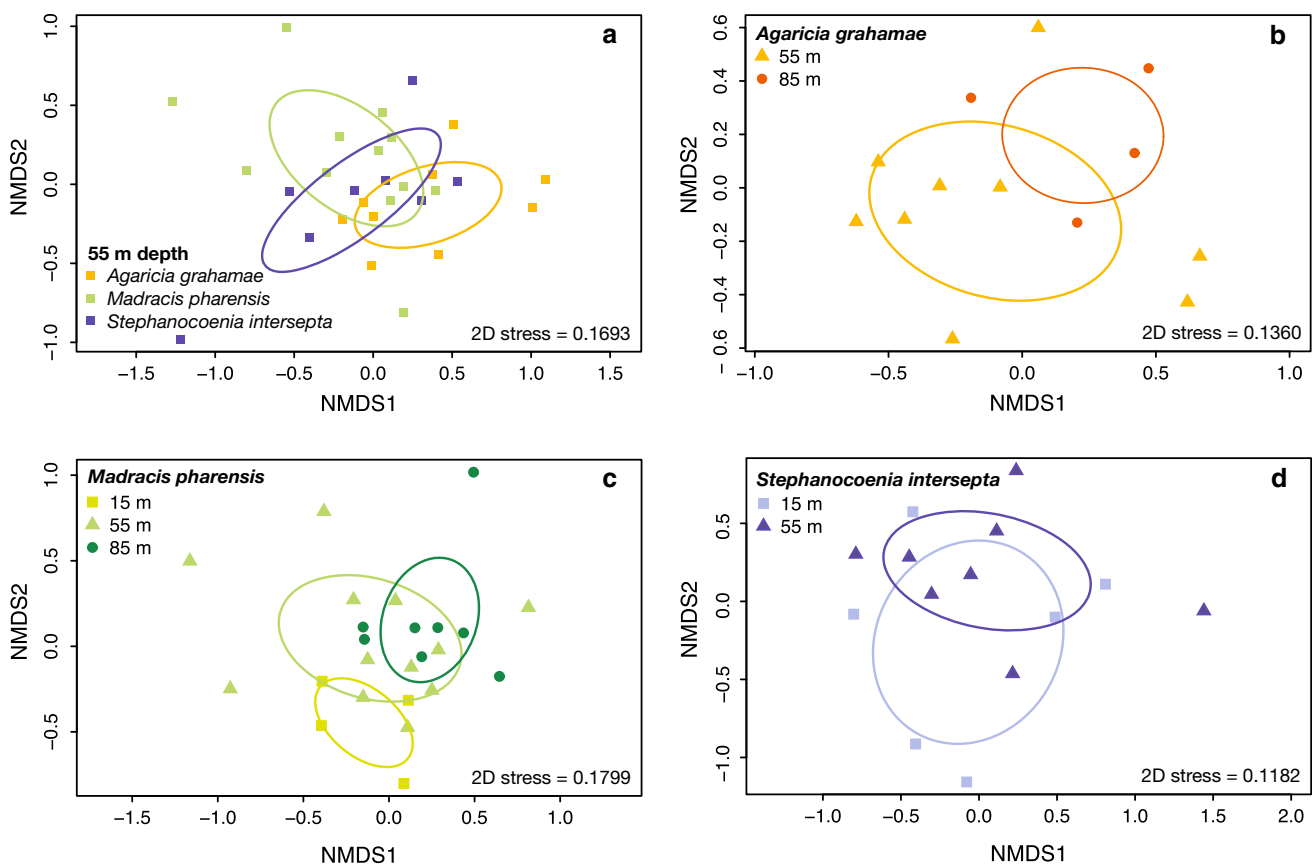 a
1.0
0.5
0.0
−0.5
−1.0
NMDS2
55 m depth
Agaricia grahamae
Madracis pharensis
Stephanocoenia intersepta
2D stress = 0.1693
−1.5 −1.0 −0.5 0.0 0.5 1.0 1.5
NMDS1
b
Agaricia grahamae
55 m
85 m
0.6
0.4
0.2
0.0
−0.2
−0.4
− 0.6
NMDS2
2D stress = 0.1360
−1.0 −0.5 0.0 0.5 1.0
NMDS1
c
Madracis pharensis
15 m
55 m
85 m
1.0
0.5
0.0
−0.5
NMDS2
2D stress = 0.1799
−1.5 −1.0 −0.5 0.0 0.5 1.0
NMDS1
d
Stephanocoenia intersepta
15 m
55 m
0.5
0.0
−0.5
−1.0
NMDS2
2D stress = 0.1182
−1.0 −0.5 0.0 0.5 1.0 1.5 2.0
NMDS1